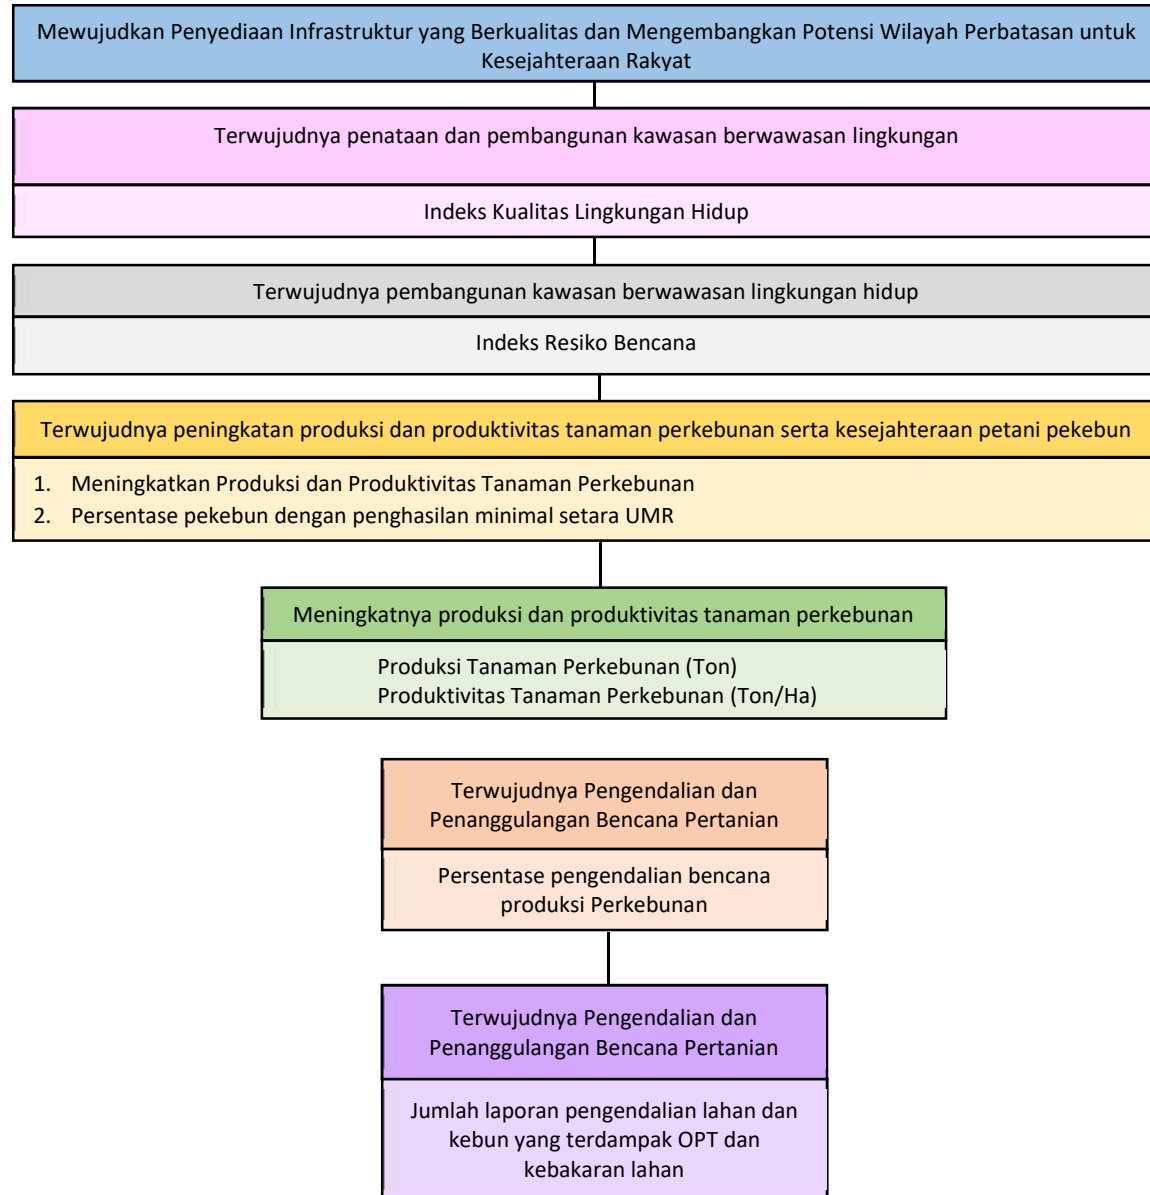 Mewujudkan Penyediaan Infrastruktur yang Berkualitas dan Mengembangkan Potensi Wilayah Perbatasan untuk
Kesejahteraan Rakyat
Terwujudnya penataan dan pembangunan kawasan berwawasan lingkungan
Indeks Kualitas Lingkungan Hidup
Terwujudnya pembangunan kawasan berwawasan lingkungan hidup
Indeks Resiko Bencana
Terwujudnya peningkatan produksi dan produktivitas tanaman perkebunan serta kesejahteraan petani pekebun
1. Meningkatkan Produksi dan Produktivitas Tanaman Perkebunan
2. Persentase pekebun dengan penghasilan minimal setara UMR
Meningkatnya produksi dan produktivitas tanaman perkebunan
Produksi Tanaman Perkebunan (Ton)
Produktivitas Tanaman Perkebunan (Ton/Ha)
Terwujudnya Pengendalian dan
Penanggulangan Bencana Pertanian
Persentase pengendalian bencana
produksi Perkebunan
Terwujudnya Pengendalian dan
Penanggulangan Bencana Pertanian
Jumlah laporan pengendalian lahan dan
kebun yang terdampak OPT dan
kebakaran lahan